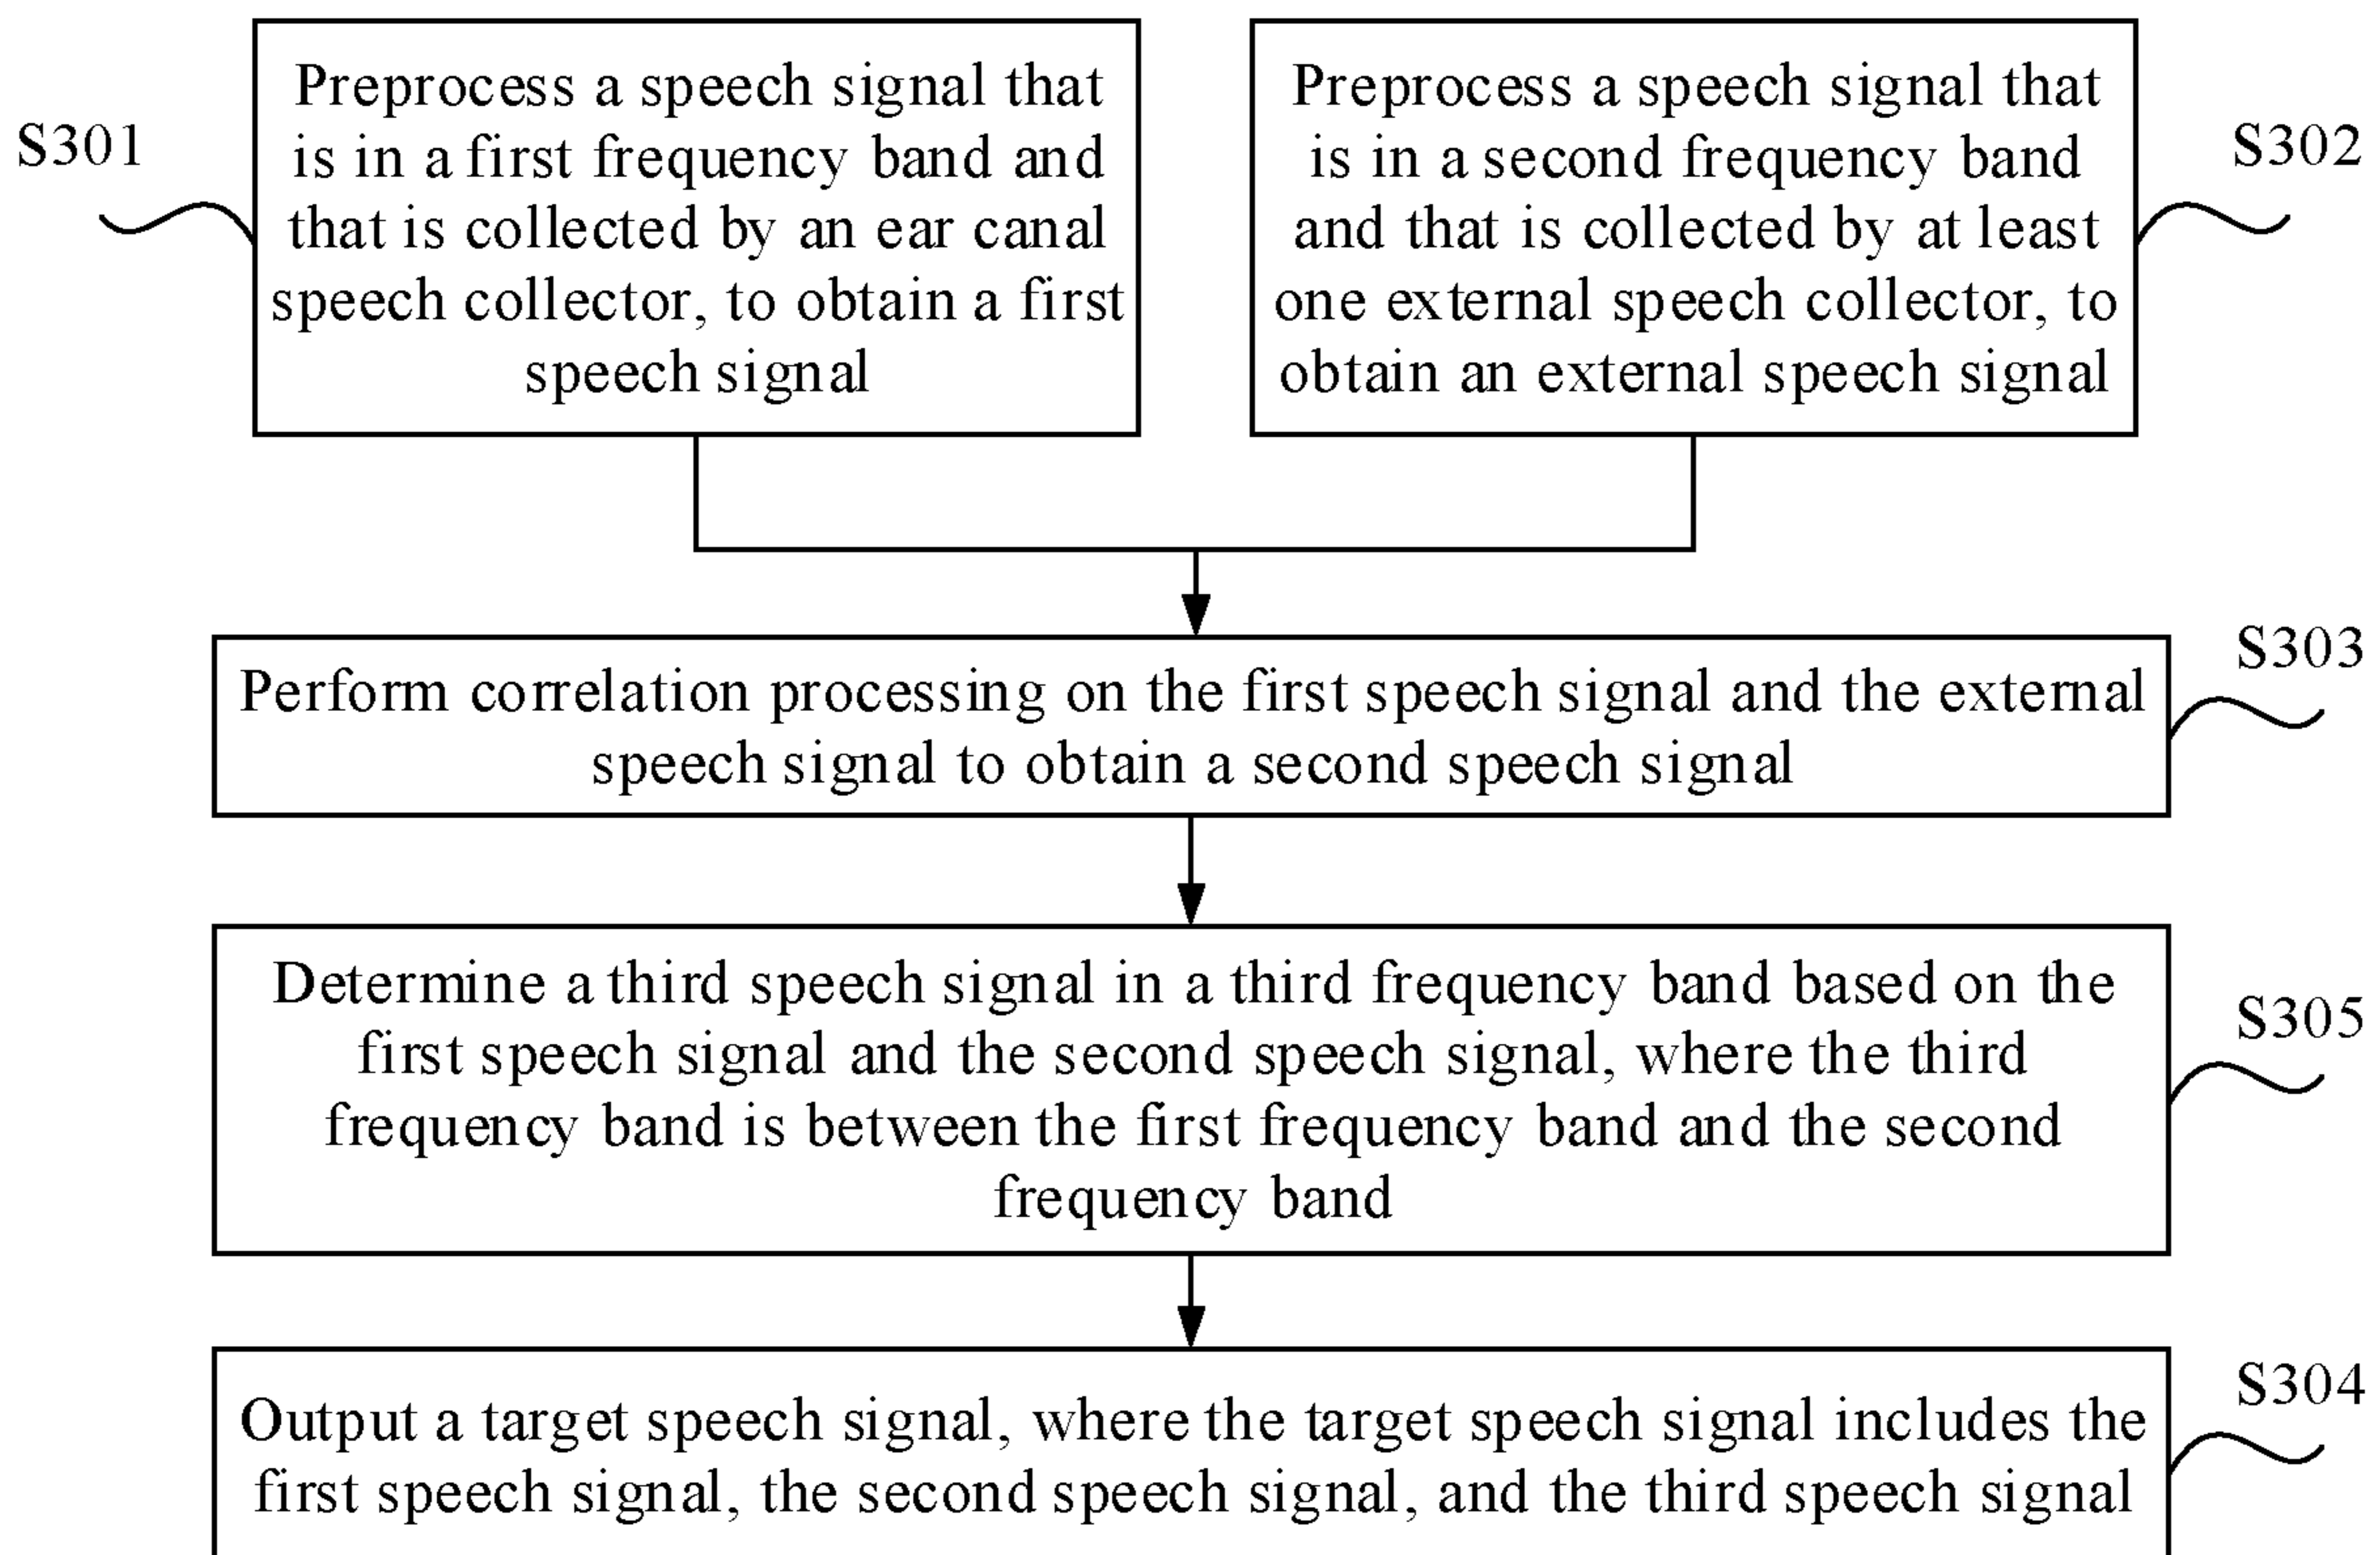 S301
Preprocess a speech signal that
is in a first frequency band and
that is collected by an ear canal
speech collector, to obtain a first
speech signal
Preprocess a speech signal that
is in a second frequency band
and that is collected by at least
one external speech collector, to
obtain an external speech signal
S302
Perform correlation processing on the first speech signal and the external
speech signal to obtain a second speech signal
S303
Determine a third speech signal in a third frequency band based on the
first speech signal and the second speech signal, where the third
frequency band is between the first frequency band and the second
frequency band
S305
Output a target speech signal, where the target speech signal includes the
first speech signal, the second speech signal, and the third speech signal
S304